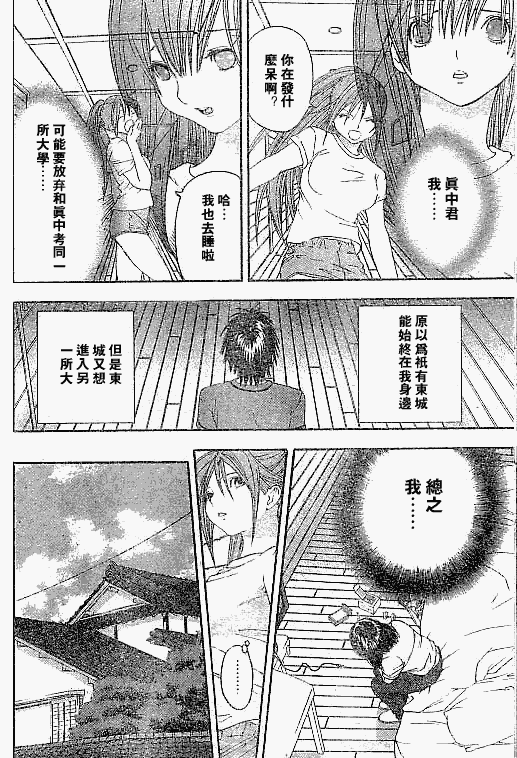 眞中君
我……
你在發什
麼呆啊？
哈…
我也去睡啦
可能要放弃和眞中考同一
所大學……
原以爲衹有東城
能始終在我身邊
但是東
城又想
進入另
一所大
總之
我……
……